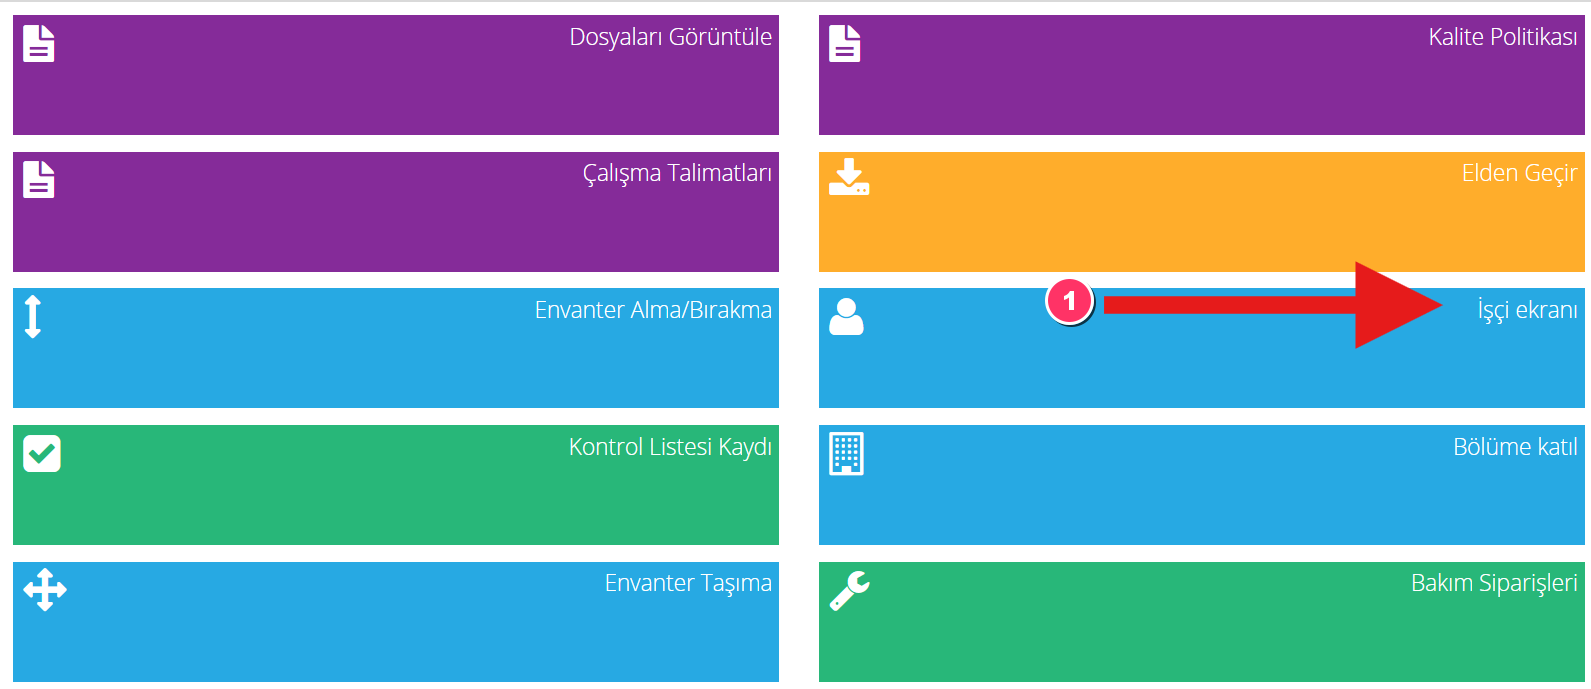 Dosyaları Görüntüle
Kalite Politikası
Çalışma Talimatları
Elden Geçir
Envanter Alma/Bırakma
1
İşçi ekranı
Kontrol Listesi Kaydı
Bölüme katıl
Envanter Taşıma
Bakım Siparişleri